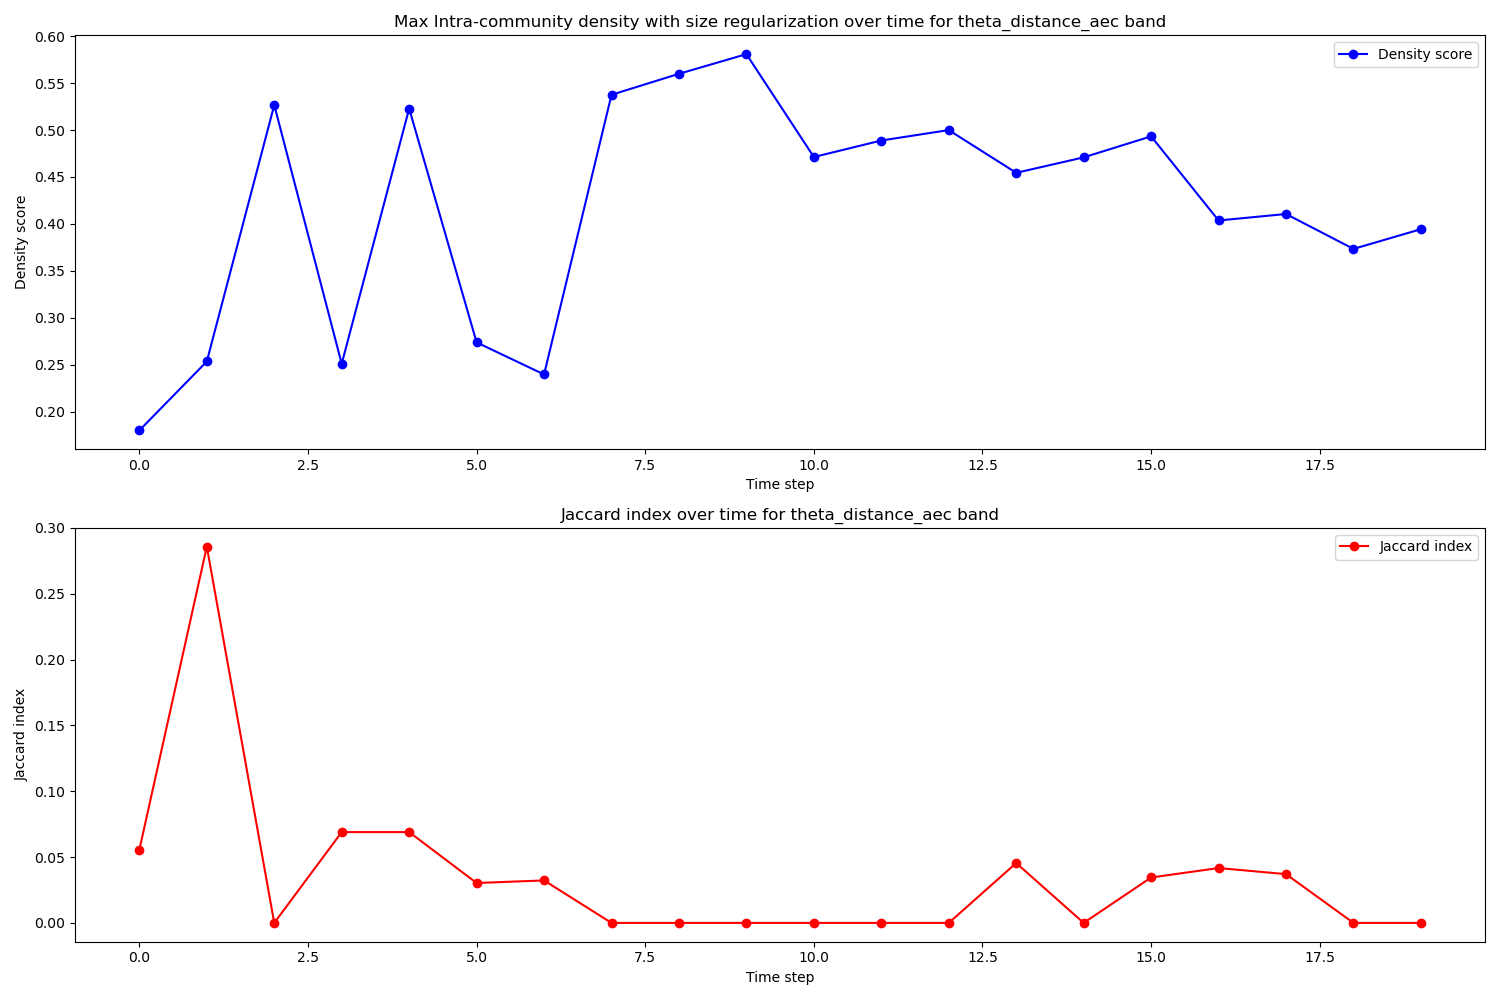 Max Intra-community density with size regularization over time for theta_distance_aec band
Density score
0.60
0.55
0.50
0.45
0.40
0.35
0.30
0.25
0.20
Density score
0.0 2.5 5.0 7.5 10.0 12.5 15.0 17.5
Time step
Jaccard index over time for theta_distance_aec band
Jaccard index
0.30
0.25
0.20
0.15
0.10
0.05
0.00
Jaccard index
0.0 2.5 5.0 7.5 10.0 12.5 15.0 17.5
Time step